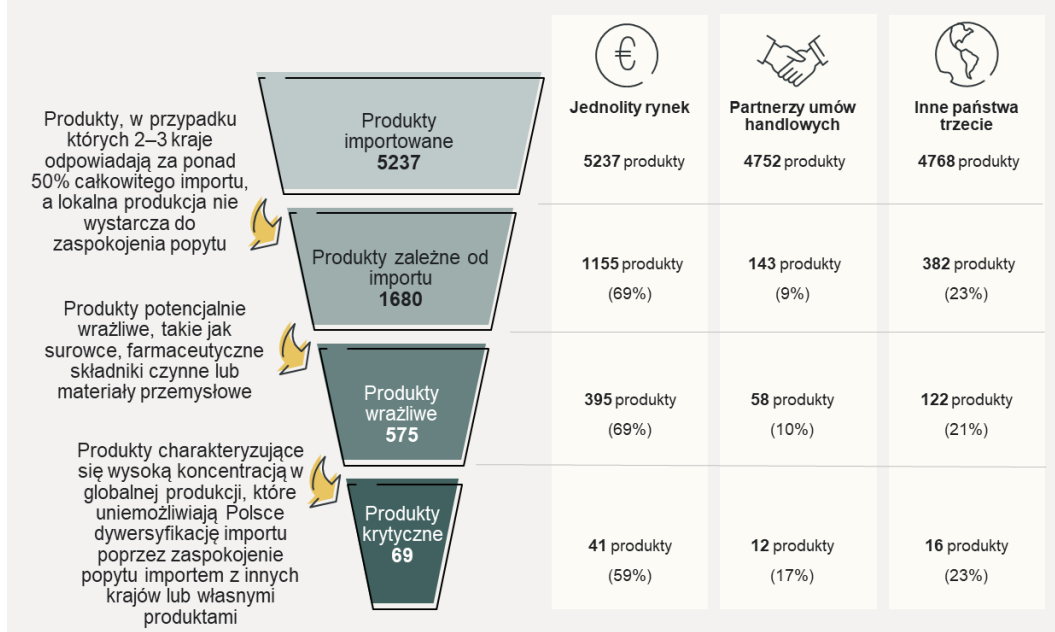 Produkty, w przypadku
których 2–3 kraje
odpowiadają za ponad
50% całkowitego importu,
a lokalna produkcja nie
wystarcza do
zaspokojenia popytu
Produkty potencjalnie
wrażliwe, takie jak
surowce, farmaceutyczne
składniki czynne lub
materiały przemysłowe
Produkty charakteryzujące
się wysoką koncentracją w
globalnej produkcji, które
uniemożliwiają Polsce
dywersyfikację importu
poprzez zaspokojenie
popytu importem z innych
krajów lub własnymi
produktami
Produkty
importowane
5237
Produkty zależne od
importu
1680
Produkty
wrażliwe
575
Produkty
krytyczne
69
€
Jednolity rynek
5237 produkty
1155 produkty
(69%)
395 produkty
(69%)
41 produkty
(59%)
Partnerzy umów
handlowych
4752 produkty
143 produkty
(9%)
58 produkty
(10%)
12 produkty
(17%)
Inne państwa
trzecie
4768 produkty
382 produkty
(23%)
122 produkty
(21%)
16 produkty
(23%)